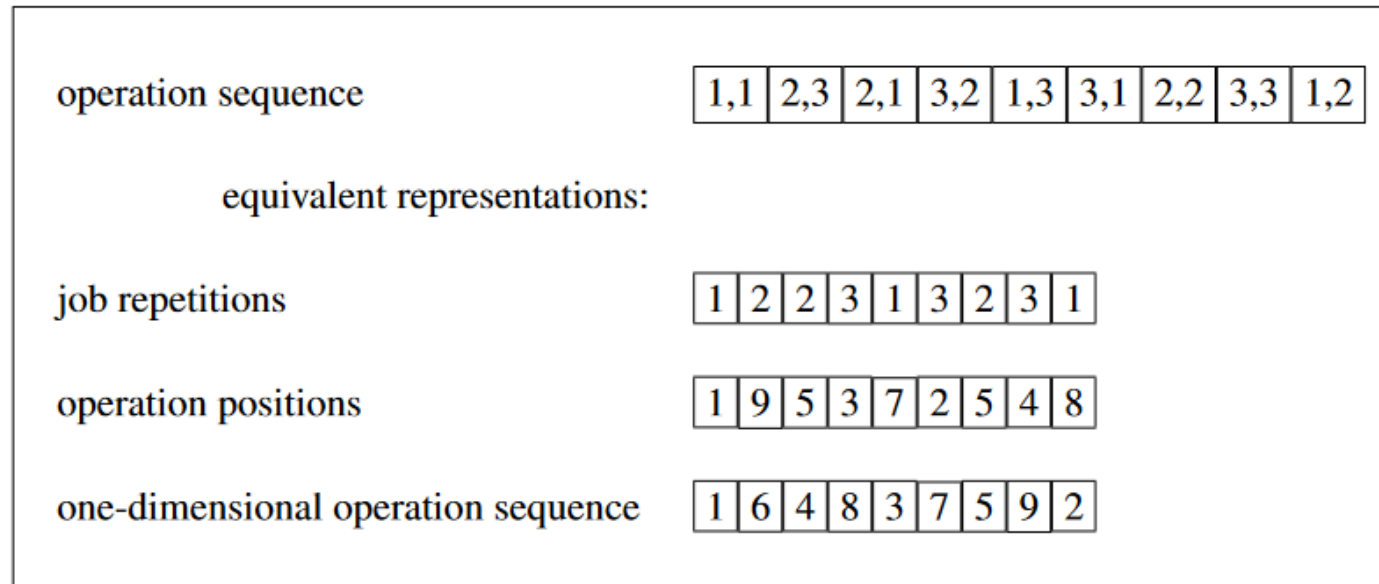 operation sequence 1,1 2,3 2,1 3,2 1,3 3,1 2,2 3,3 1,2
equivalent representations:
job repetitions 1 2 2 3 1 3 2 3 1
operation positions 1 9 5 3 7 2 5 4 8
one-dimensional operation sequence 1 6 4 8 3 7 5 9 2